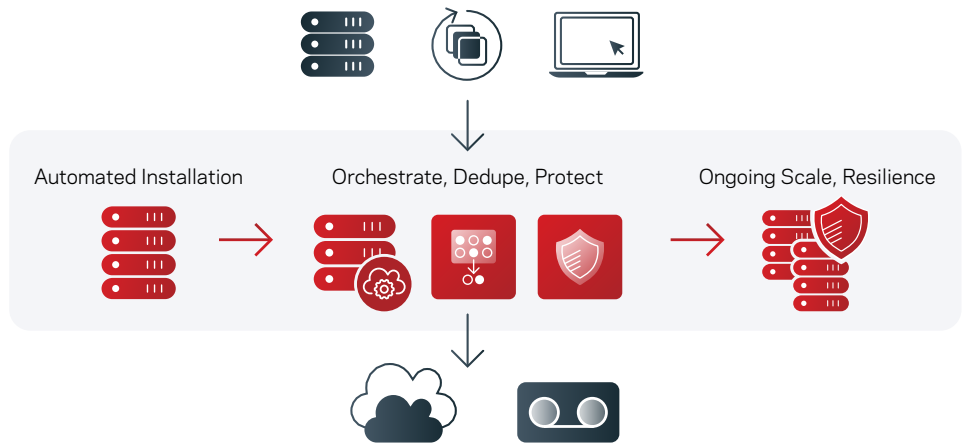 Automated Installation
Orchestrate, Dedupe, Protect
Ongoing Scale, Resilience